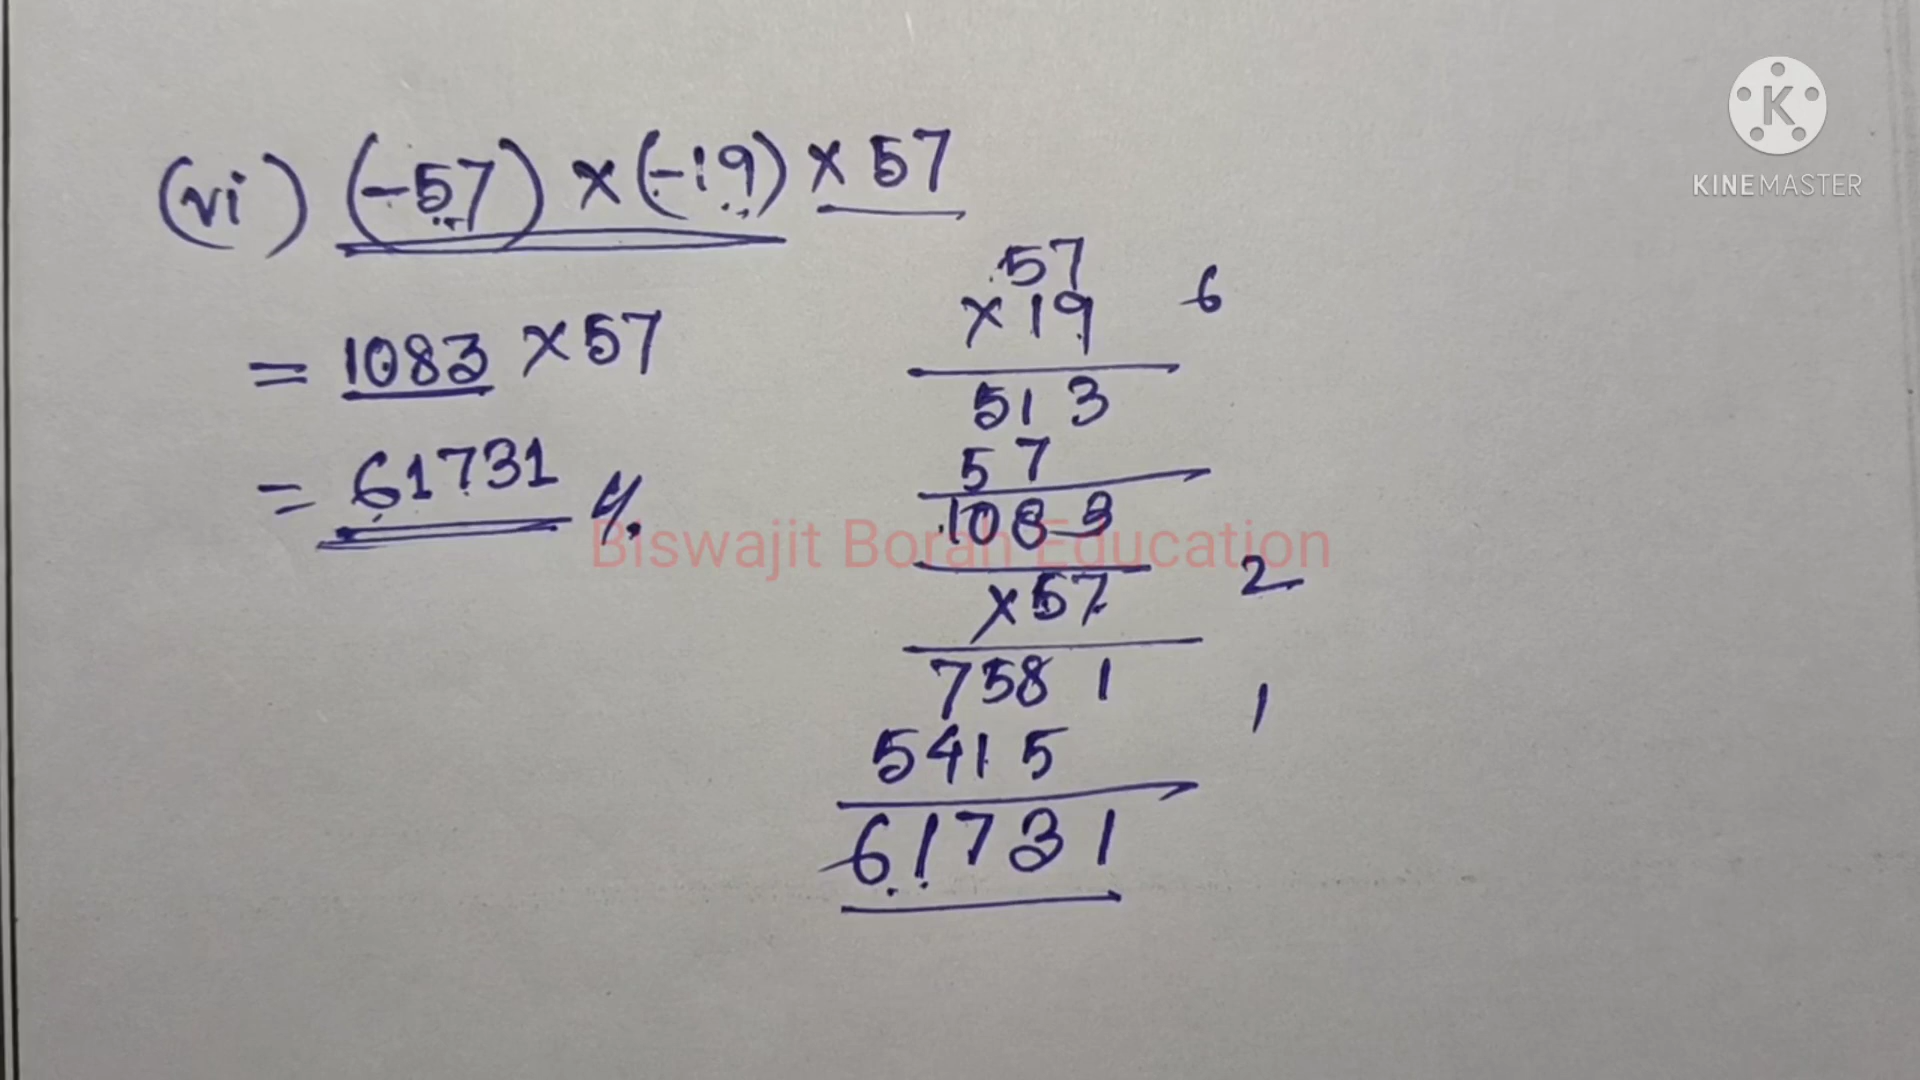 KINEMASTER
(vi) (-57) × (-19) × 57
= 1083 × 57
= 61731 //.
57
× 19 6
513
57
1083
× 57 2
7581
1
5415
61731
Biswajit Borah Education